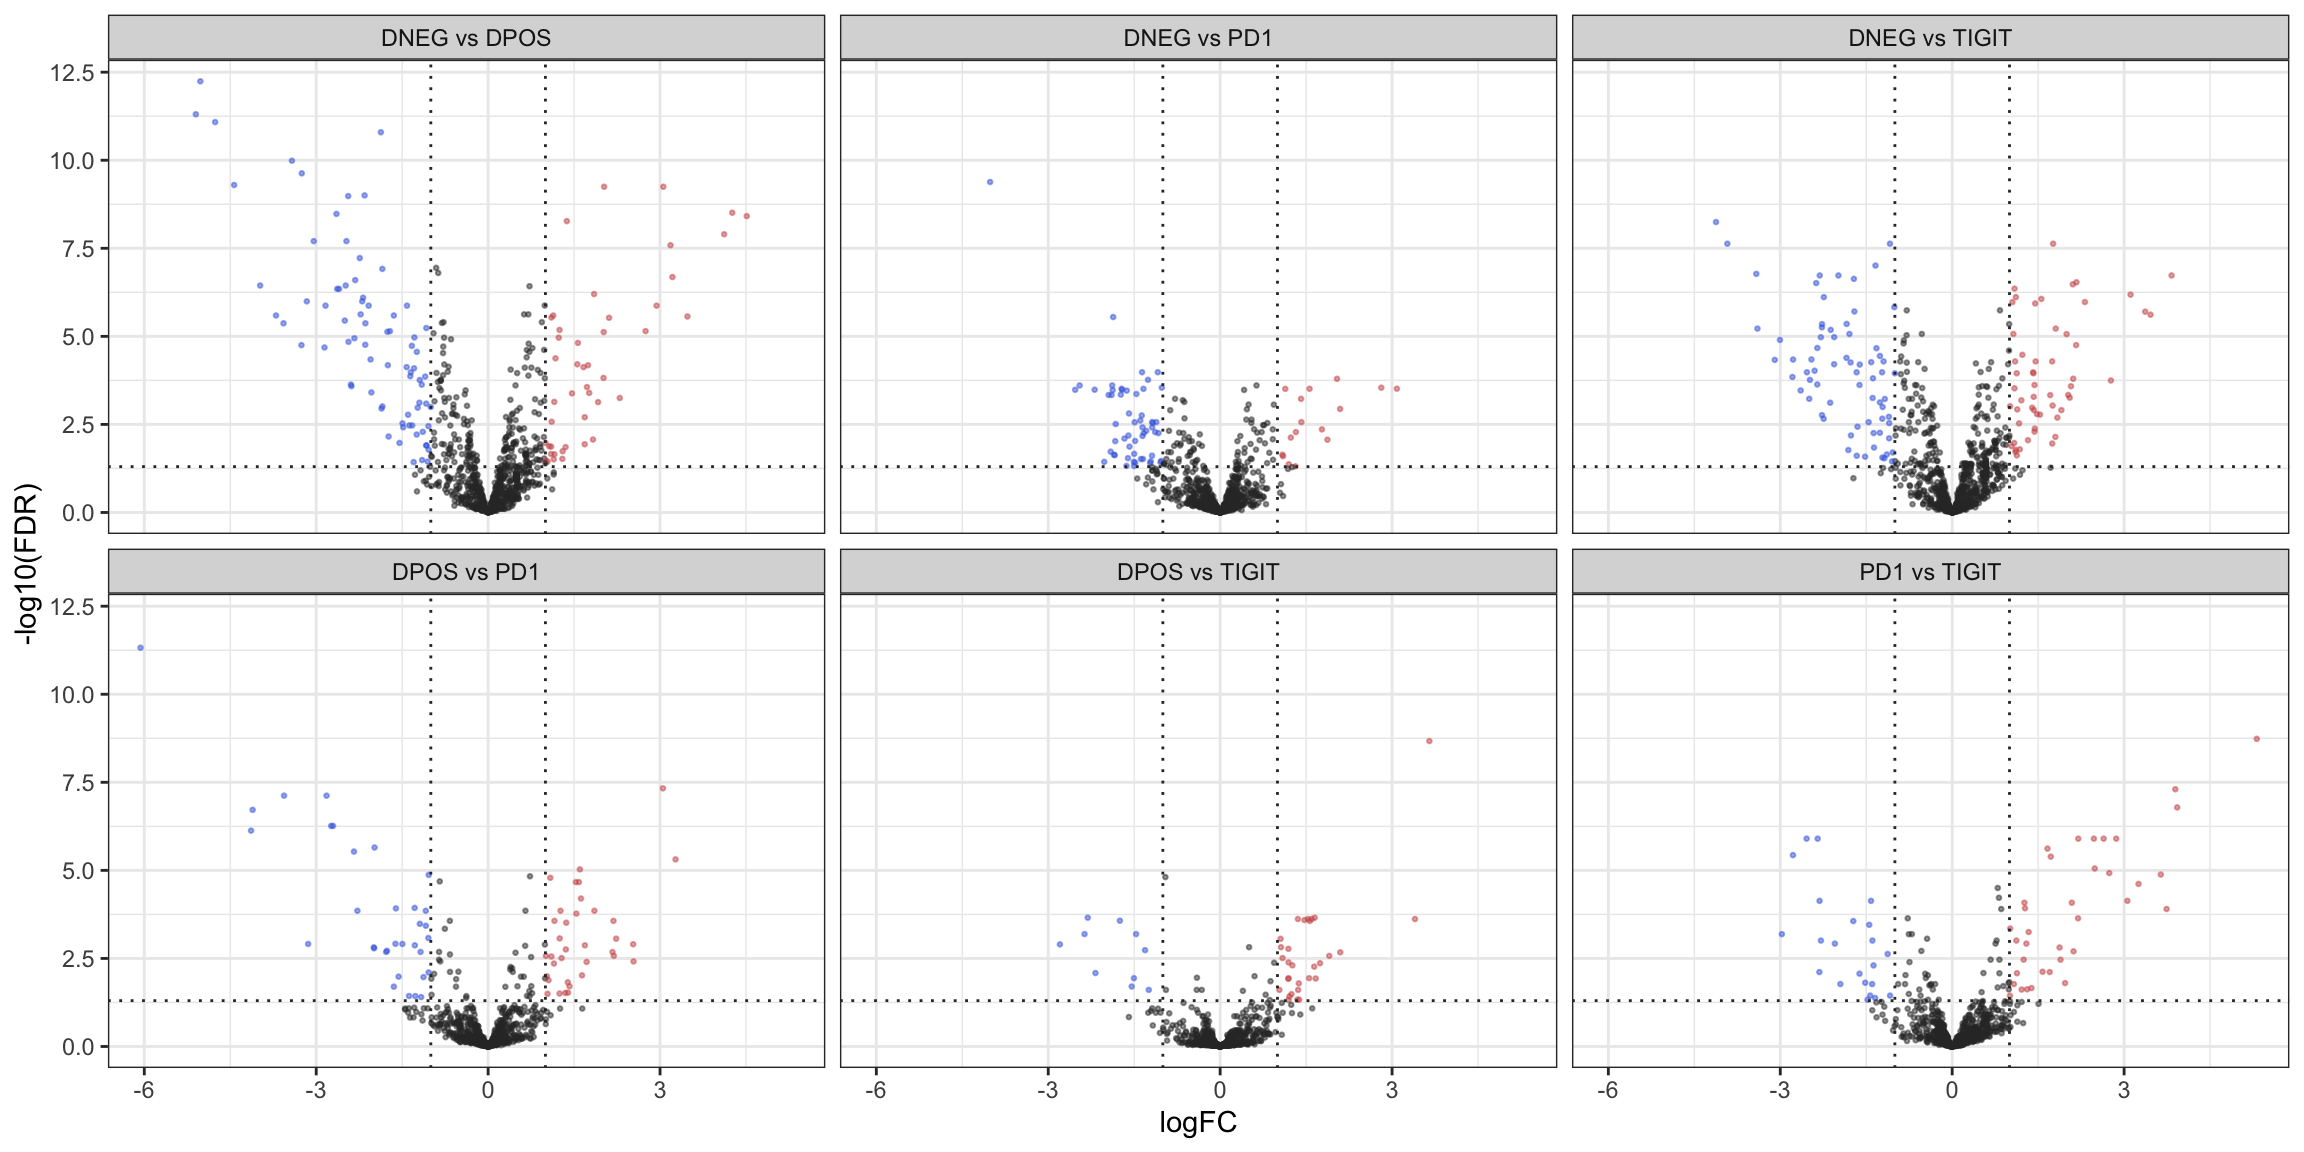 DNEG vs DPOS
DNEG vs PD1
DNEG vs TIGIT
12.5
10.0
7.5
5.0
2.5
0.0
DPOS vs PD1
DPOS vs TIGIT
PD1 vs TIGIT
12.5
10.0
7.5
5.0
2.5
0.0
-log10(FDR)
-6 -3 0 3
-6 -3 0 3
-6 -3 0 3
logFC